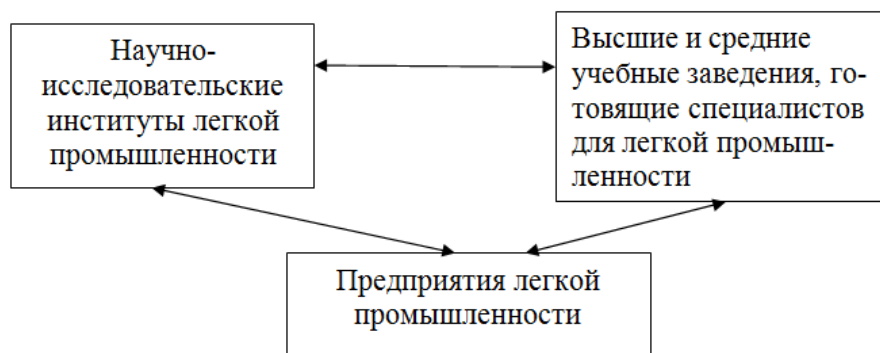 Научно-
исследовательские
институты легкой
промышленности
Высшие и средние
учебные заведения, го-
товящие специалистов
для легкой промыш-
ленности
Предприятия легкой
промышленности